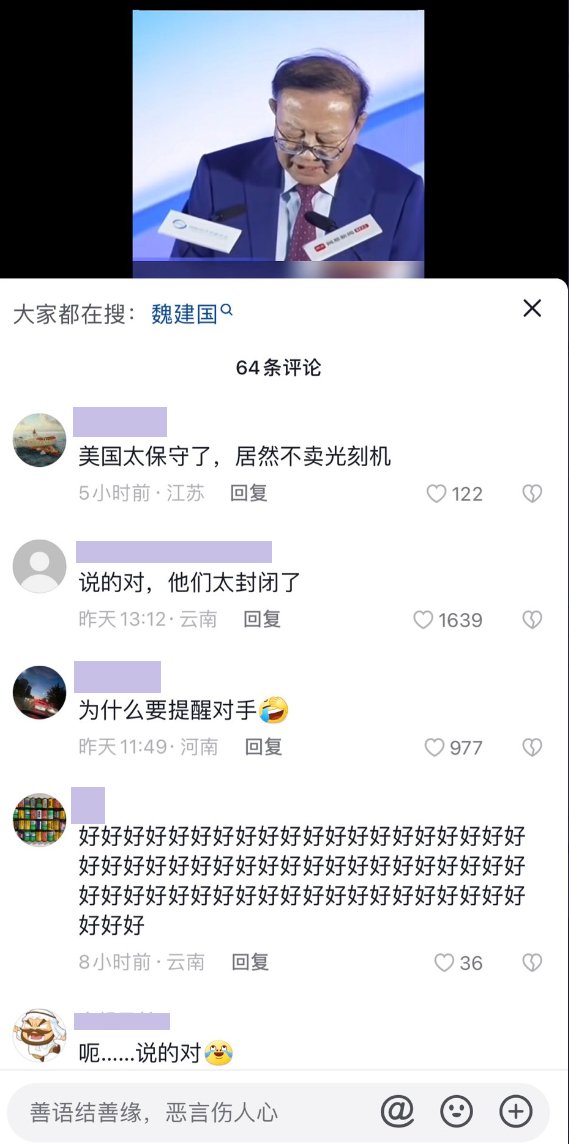 大家都在搜：魏建国
64条评论
美国太保守了，居然不卖光刻机
5小时前·江苏 回复 122
说的对，他们太封闭了
昨天13:12·云南 回复 1639
为什么要提醒对手🤣
昨天11:49·河南 回复 977
好好好好好好好好好好好好好好好好好好好好
好好好好好好好好好好好好好好好好好好好好
好好好好好好好好好好好好好好好好好好好好
好好好
8小时前·云南 回复 36
呃……说的对😂
善语结善缘，恶言伤人心